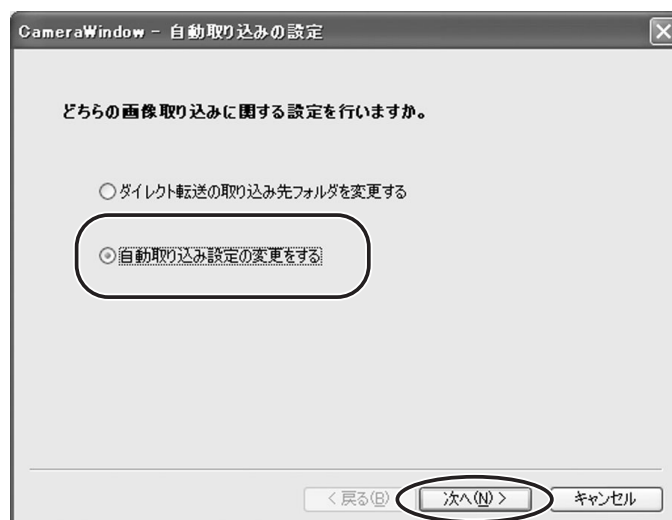 CameraWindow - 自動取り込みの設定
どちらの画像取り込みに関する設定を行いますか。
ダイレクト転送の取り込み先フォルダを変更する
自動取り込み設定の変更をする
< 戻る(B) 次へ(N) > キャンセル